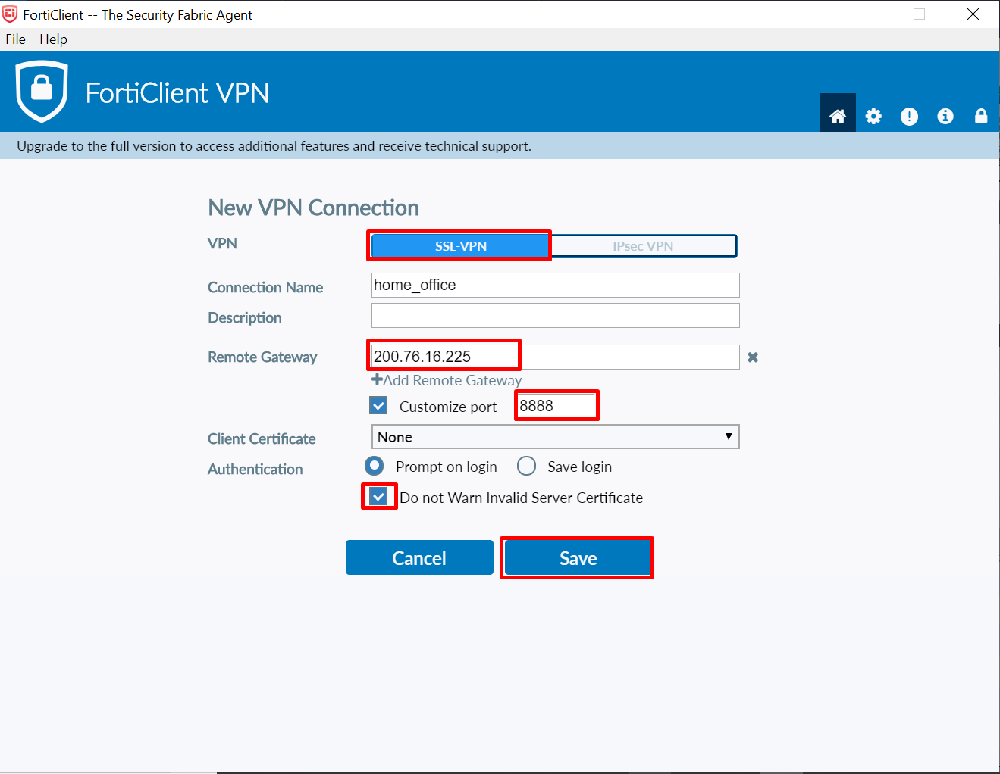 FortiClient -- The Security Fabric Agent
File Help
FortiClient VPN
Upgrade to the full version to access additional features and receive technical support.
New VPN Connection
VPN SSL-VPN IPsec VPN
Connection Name home_office
Description
Remote Gateway 200.76.16.225
Add Remote Gateway
Customize port 8888
Client Certificate None
Authentication Prompt on login Save login
Do not Warn Invalid Server Certificate
Cancel Save